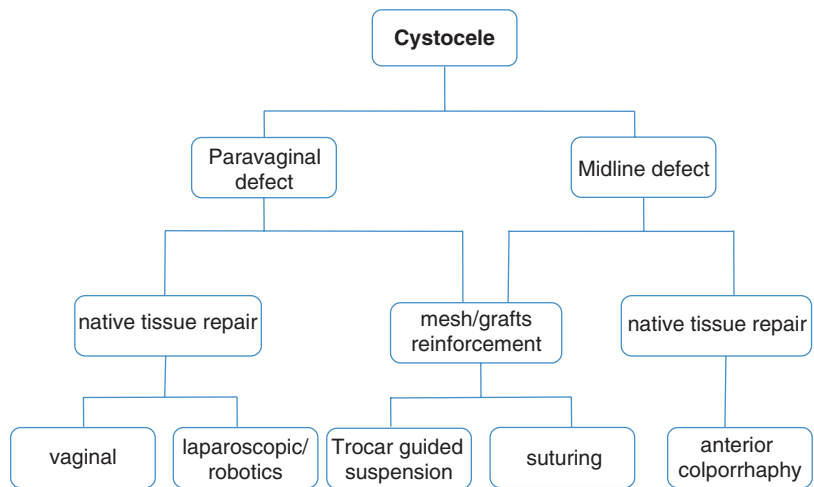 Cystocele
Paravaginal
defect
Midline defect
native tissue repair
mesh/grafts
reinforcement
native tissue repair
vaginal
laparoscopic/
robotics
Trocar guided
suspension
suturing
anterior
colporrhaphy